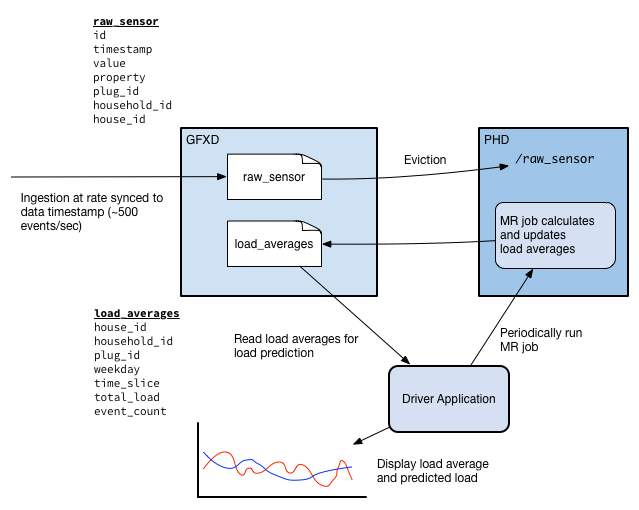 raw_sensor
id
timestamp
value
property
plug_id
household_id
house_id
GFXD
raw_sensor
load_averages
Eviction
PHD
/raw_sensor
MR job calculates
and updates
load averages
Ingestion at rate synced to
data timestamp (~500
events/sec)
load_averages
house_id
household_id
plug_id
weekday
time_slice
total_load
event_count
Read load averages for
load prediction
Periodically run
MR job
Driver Application
Display load average
and predicted load